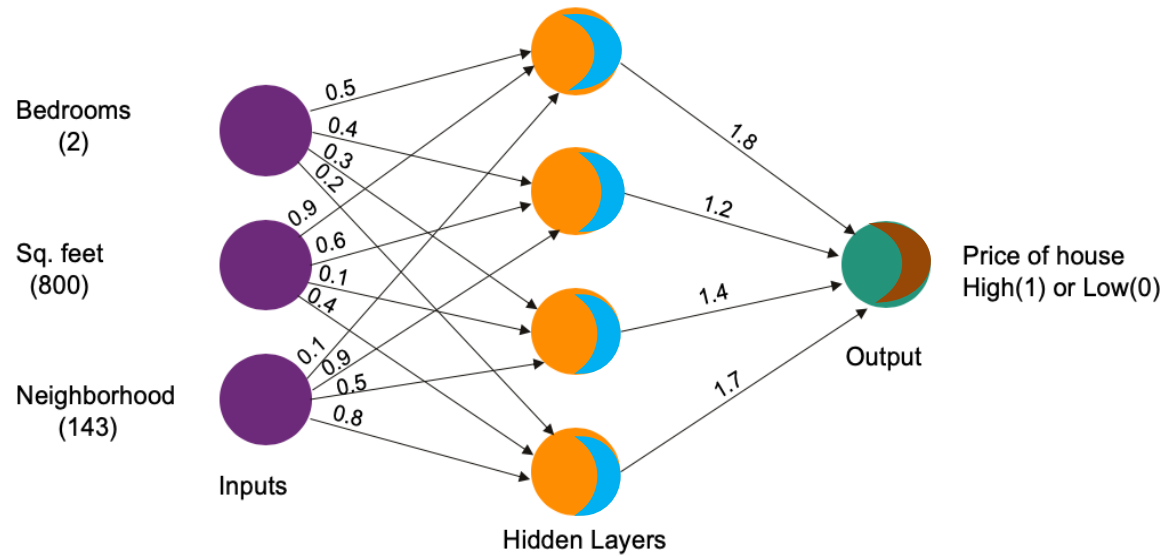 Bedrooms
(2)
Sq. feet
(800)
Neighborhood
(143)
Inputs
0.5
0.4
0.3
0.2
0.9
0.6
0.1
0.4
0.1
0.9
0.5
0.8
Hidden Layers
1.8
1.2
1.4
1.7
Output
Price of house
High(1) or Low(0)